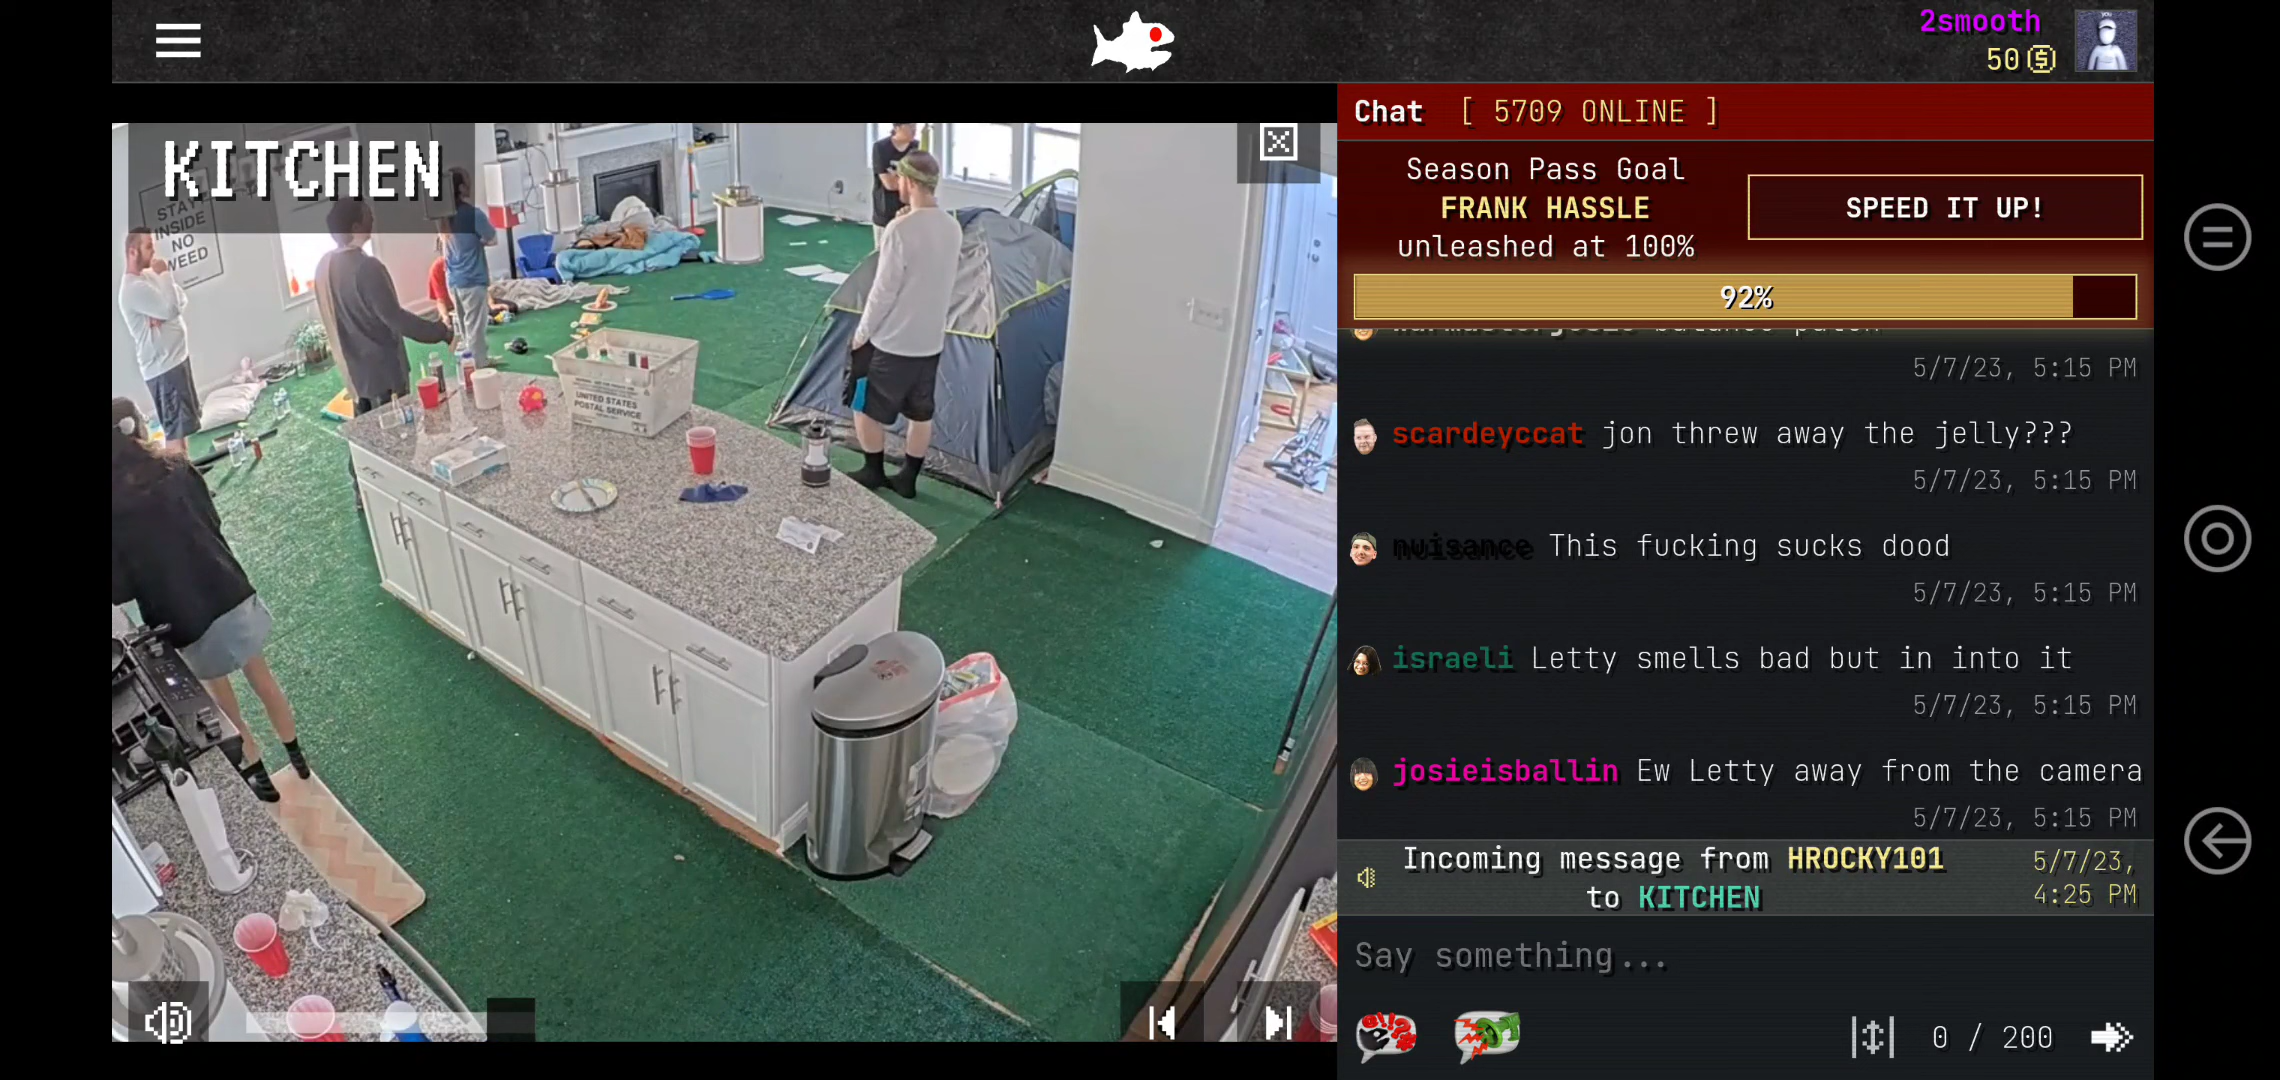 2smooth
50
KITCHEN
STAY
INSIDE
NO
WEED
UNITED STATES
POSTAL SERVICE
Chat [ 5709 ONLINE ]
Season Pass Goal
FRANK HASSLE
unleashed at 100%
SPEED IT UP!
92%
5/7/23, 5:15 PM
scardeyccat jon threw away the jelly???
5/7/23, 5:15 PM
nuisance This fucking sucks dood
5/7/23, 5:15 PM
israeli Letty smells bad but in into it
5/7/23, 5:15 PM
josieisballin Ew Letty away from the camera
5/7/23, 5:15 PM
Incoming message from HROCKY101
to KITCHEN
5/7/23,
4:25 PM
Say something...
0 / 200